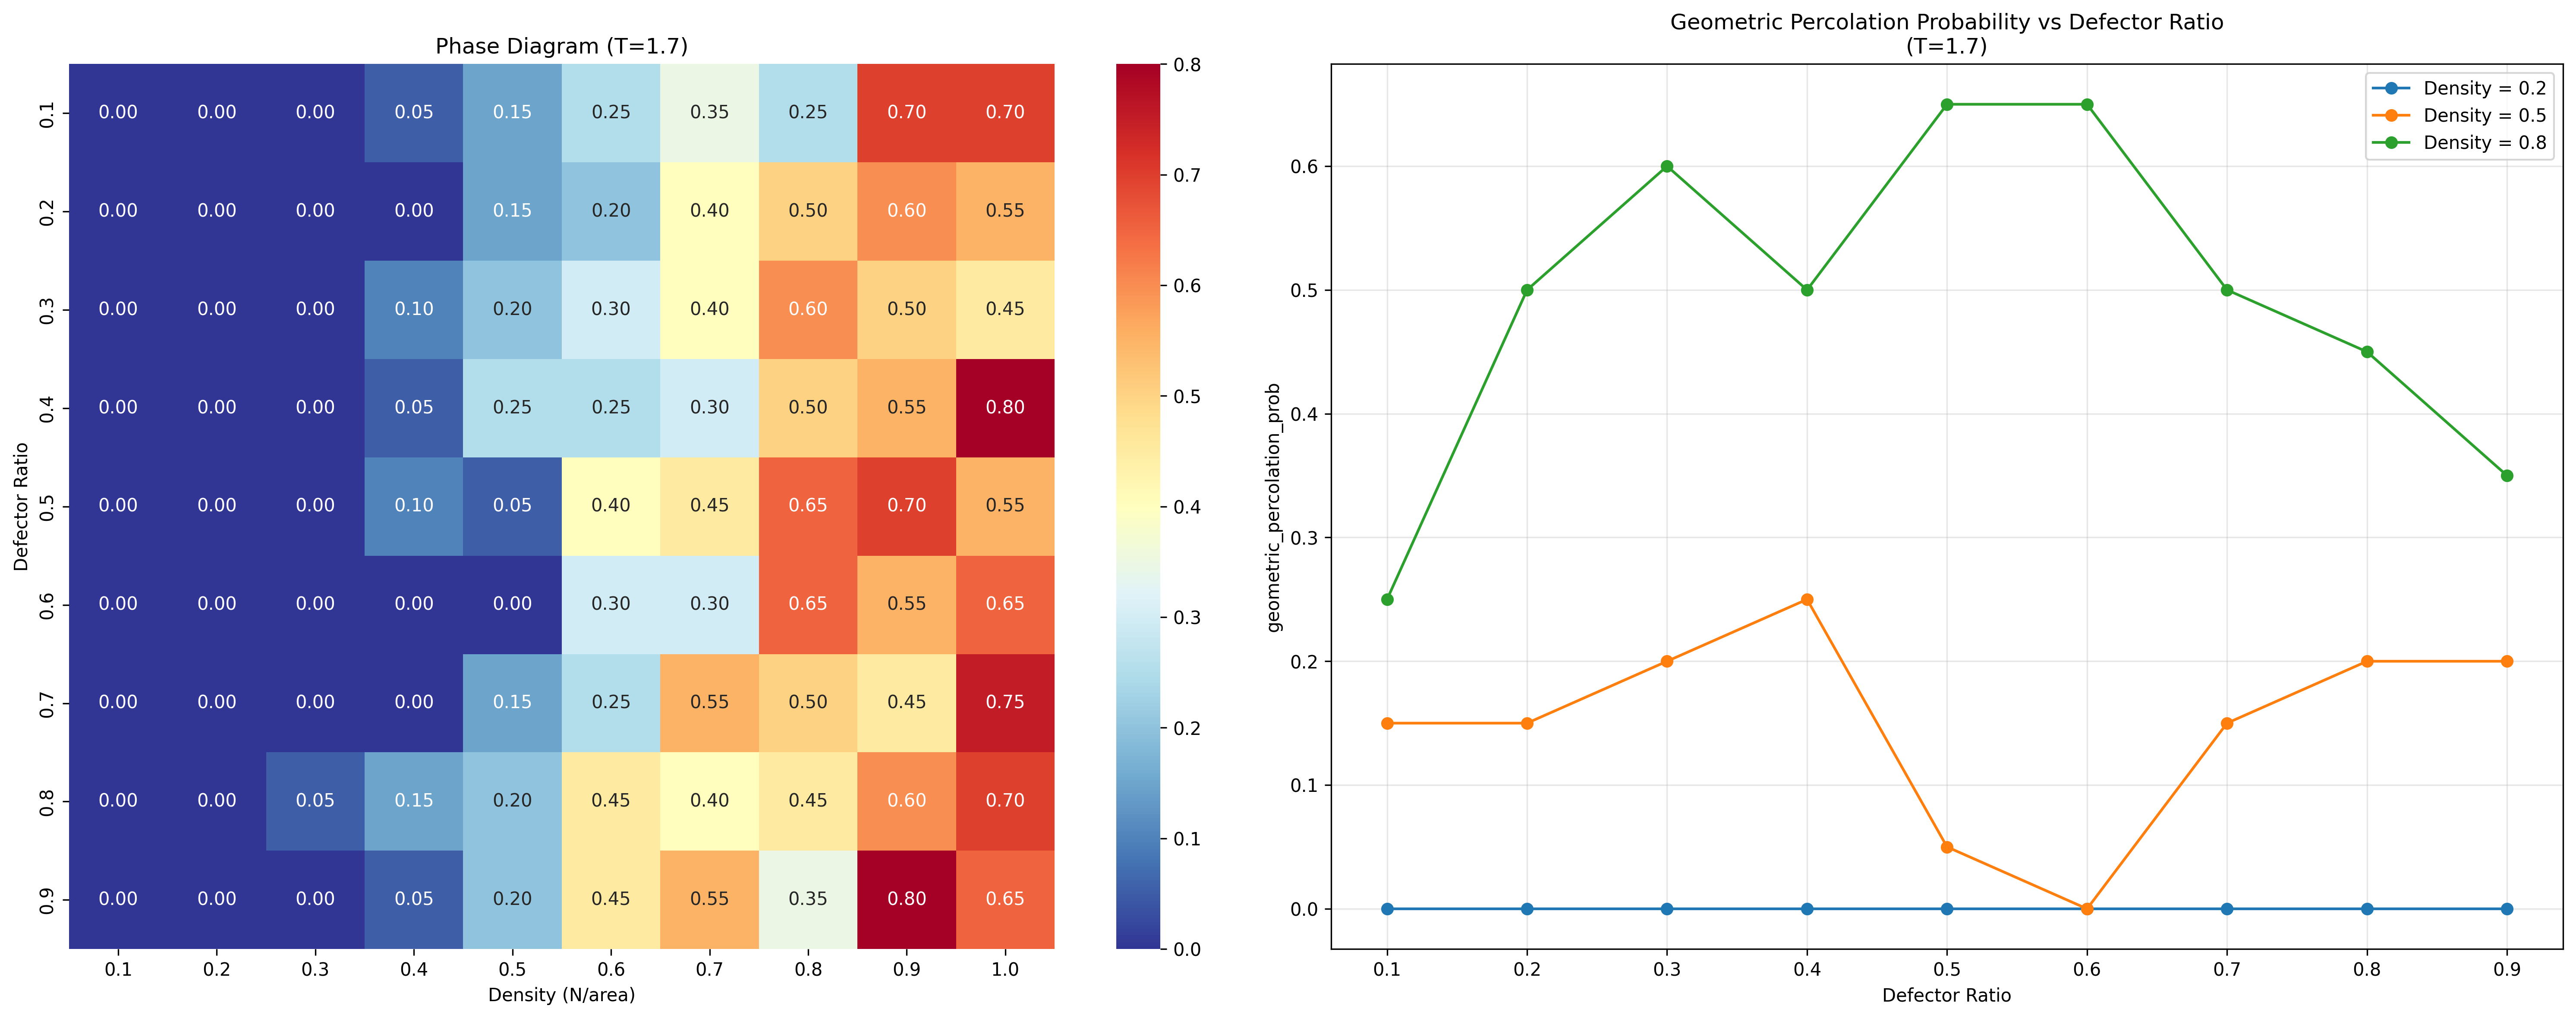 Phase Diagram (T=1.7)
Defector Ratio
0.1 0.00 0.00 0.00 0.05 0.15 0.25 0.35 0.25 0.70 0.70
0.2 0.00 0.00 0.00 0.00 0.15 0.20 0.40 0.50 0.60 0.55
0.3 0.00 0.00 0.00 0.10 0.20 0.30 0.40 0.60 0.50 0.45
0.4 0.00 0.00 0.00 0.05 0.25 0.25 0.30 0.50 0.55 0.80
0.5 0.00 0.00 0.00 0.10 0.05 0.40 0.45 0.65 0.70 0.55
0.6 0.00 0.00 0.00 0.00 0.00 0.30 0.30 0.65 0.55 0.65
0.7 0.00 0.00 0.00 0.00 0.15 0.25 0.55 0.50 0.45 0.75
0.8 0.00 0.00 0.05 0.15 0.20 0.45 0.40 0.45 0.60 0.70
0.9 0.00 0.00 0.00 0.05 0.20 0.45 0.55 0.35 0.80 0.65
0.1 0.2 0.3 0.4 0.5 0.6 0.7 0.8 0.9 1.0
Density (N/area)
0.8
0.7
0.6
0.5
0.4
0.3
0.2
0.1
0.0
Geometric Percolation Probability vs Defector Ratio
(T=1.7)
Density = 0.2
Density = 0.5
Density = 0.8
geometric_percolation_prob
0.6
0.5
0.4
0.3
0.2
0.1
0.0
0.1 0.2 0.3 0.4 0.5 0.6 0.7 0.8 0.9
Defector Ratio